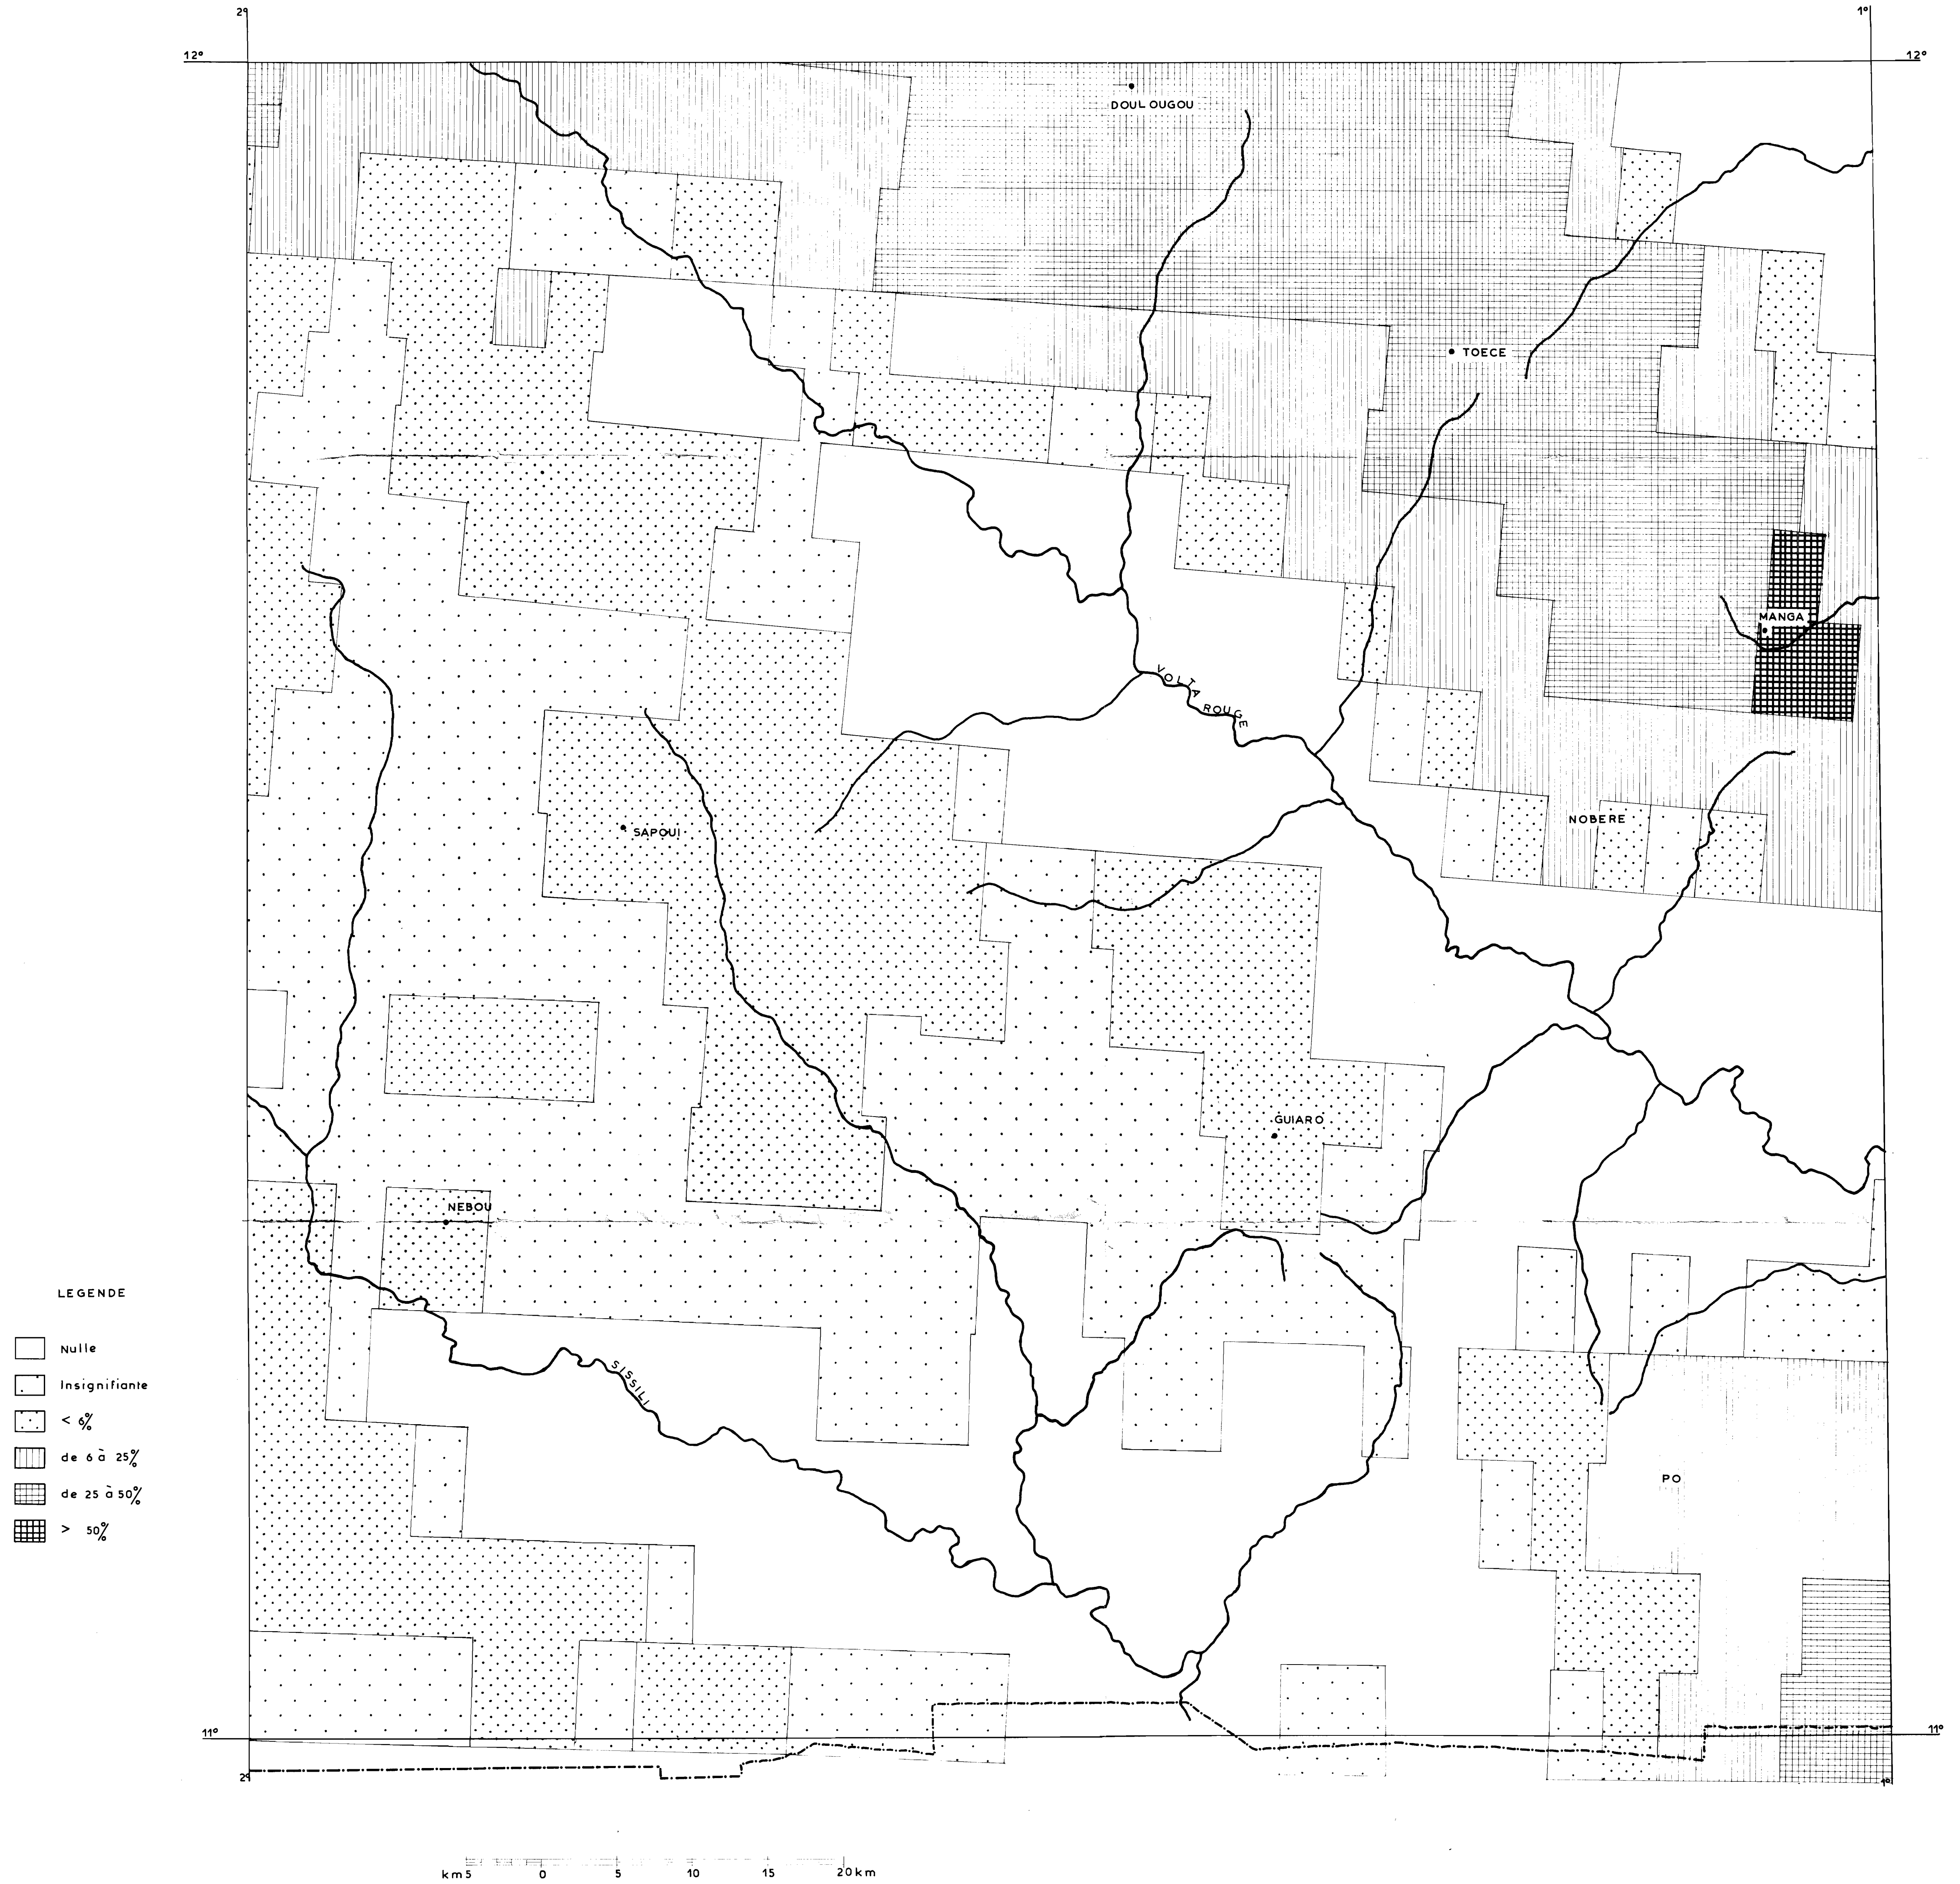 2°
1°
12°
12°
DOULOUGOU
TOECE
MANGA
VOLTA ROUGE
NOBERE
SAPOUI
GUIARO
NEBOU
SISSILI
PO
LEGENDE
Nulle
Insignifiante
< 6%
de 6 à 25%
de 25 à 50%
> 50%
11°
11°
2°
1°
km 5 0 5 10 15 20 km